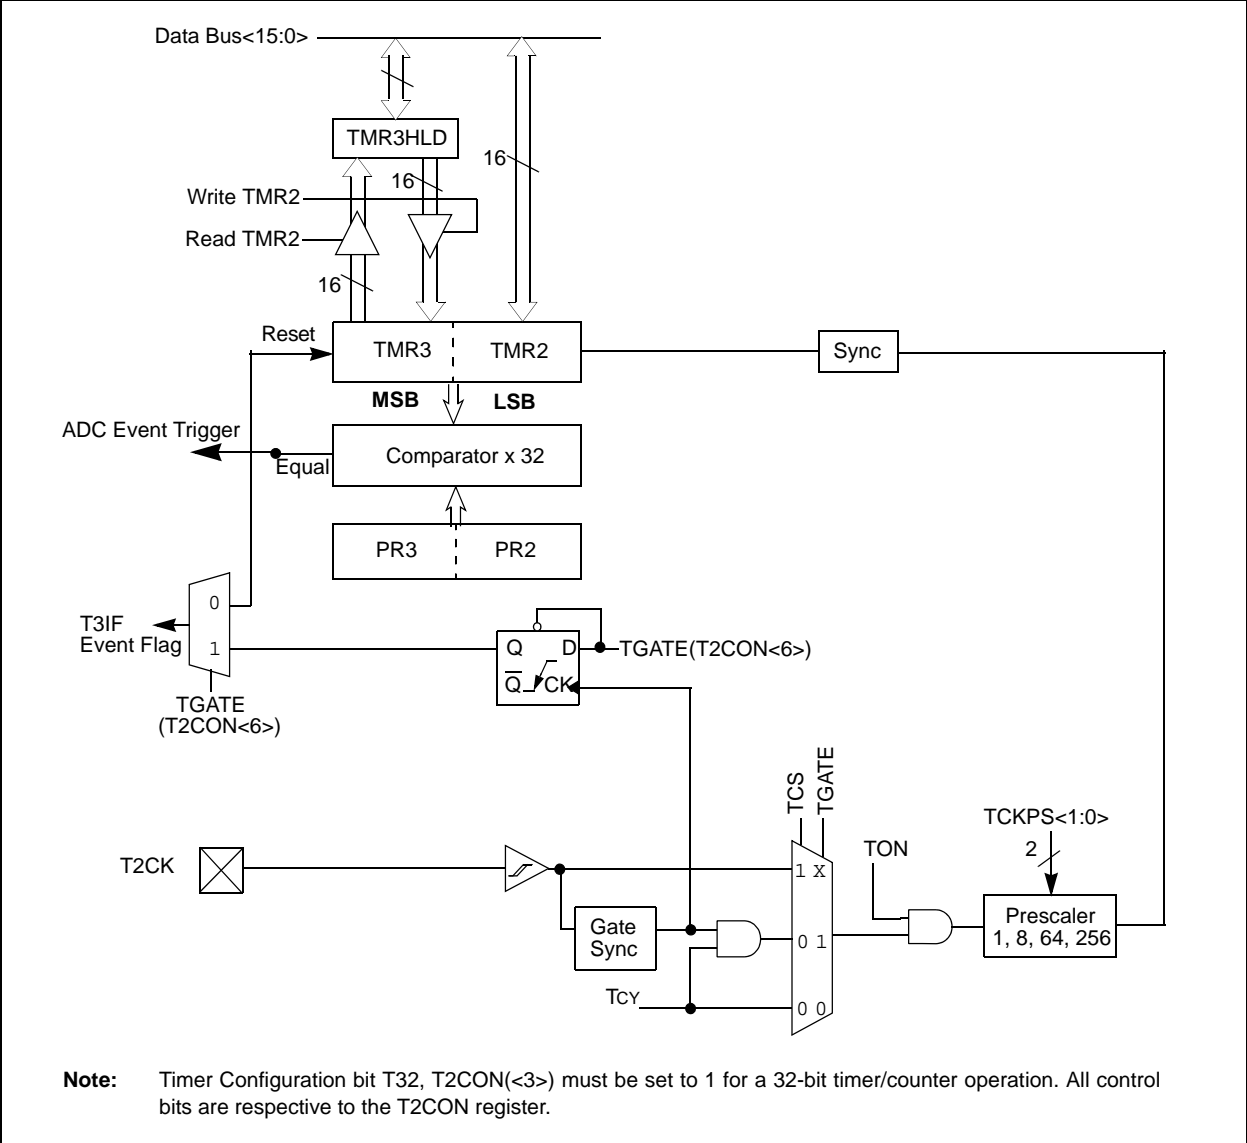 Data Bus<15:0>
TMR3HLD
16
16
Write TMR2
Read TMR2
16
Reset
TMR3
TMR2
Sync
MSB
LSB
ADC Event Trigger
Equal
Comparator x 32
PR3
PR2
0
T3IF
Event Flag
1
Q
D
TGATE(T2CON<6>)
Q
CK
TGATE
(T2CON<6>)
TCS
TGATE
TCKPS<1:0>
2
TON
T2CK
1 X
Gate
Sync
0 1
Prescaler
1, 8, 64, 256
TCY
0 0
Note: Timer Configuration bit T32, T2CON(<3>) must be set to 1 for a 32-bit timer/counter operation. All control
bits are respective to the T2CON register.